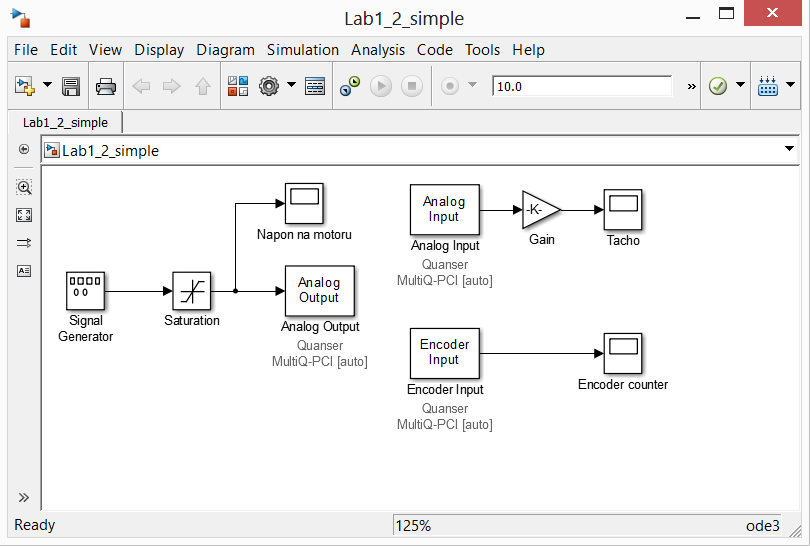 Lab1_2_simple
File Edit View Display Diagram Simulation Analysis Code Tools Help
10.0
»
Lab1_2_simple
Lab1_2_simple
Napon na motoru
Signal
Generator
Saturation
Analog
Output
Analog Output
Quanser
MultiQ-PCI [auto]
Analog
Input
Analog Input
Quanser
MultiQ-PCI [auto]
-K-
Gain
Tacho
Encoder
Input
Encoder Input
Quanser
MultiQ-PCI [auto]
Encoder counter
A
»
Ready
125%
ode3